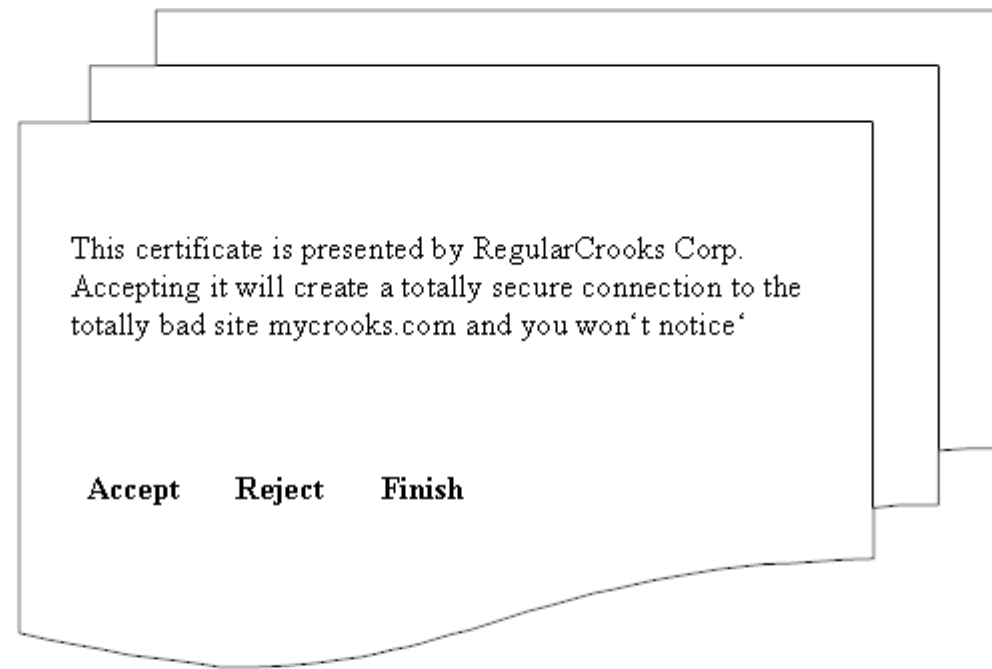 This certificate is presented by RegularCrooks Corp.
Accepting it will create a totally secure connection to the
totally bad site mycrooks.com and you won‘t notice‘
Accept Reject Finish